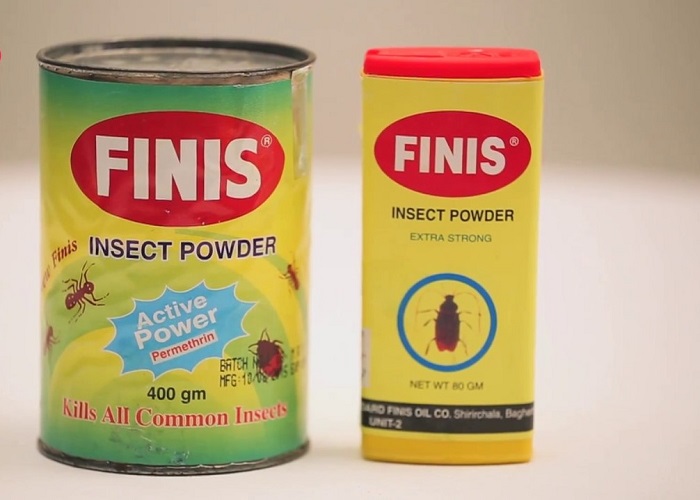 FINIS®
INSECT POWDER
Finis
Active
Power
Permethrin
BATCH
MFG:
400 gm
Kills All Common Insects
FINIS®
INSECT POWDER
EXTRA STRONG
NET WT 80 GM
FINIS OIL CO. Shirirchala,
UNIT-2